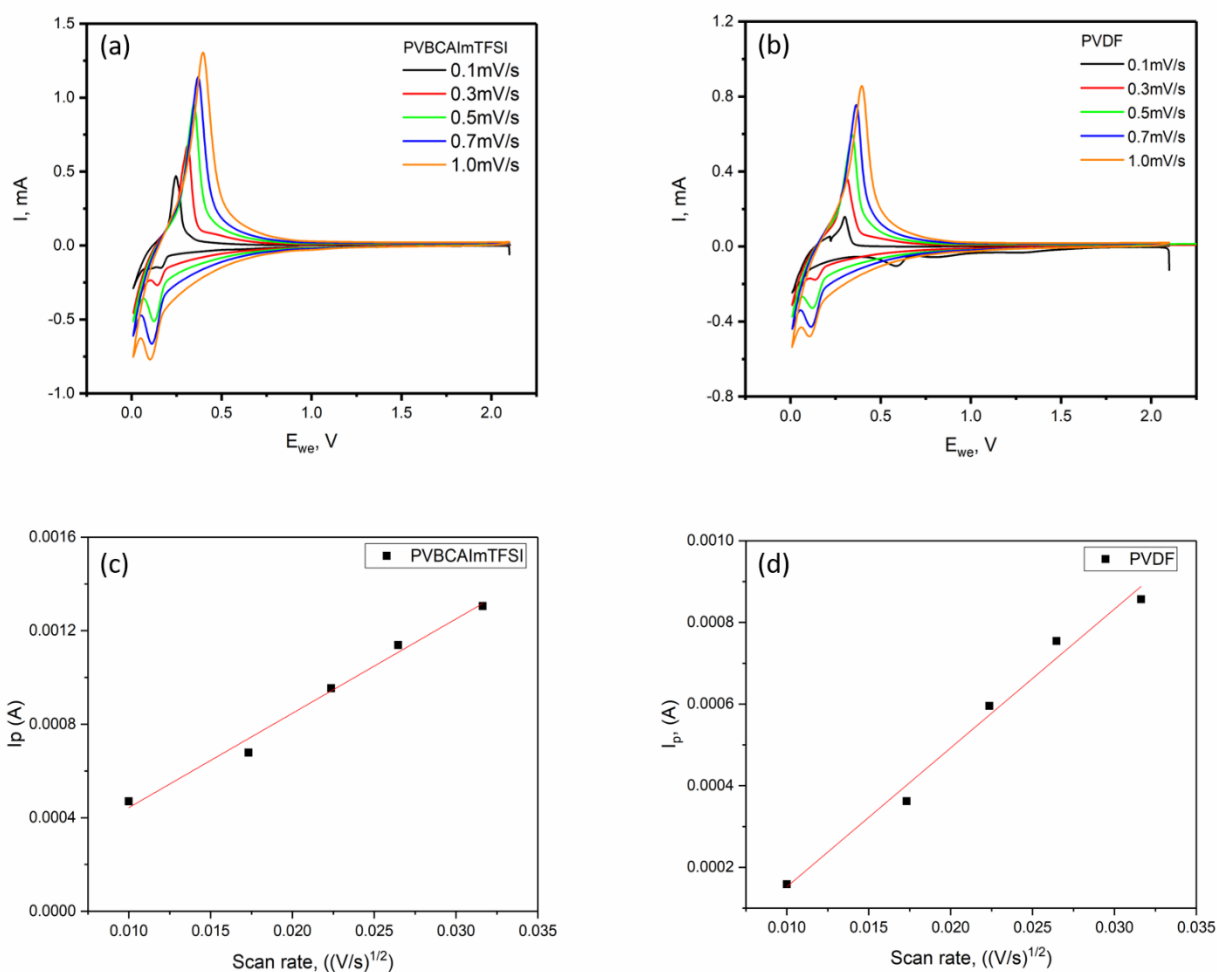 (a)
PVBCAImTFSI
0.1mV/s
0.3mV/s
0.5mV/s
0.7mV/s
1.0mV/s
1.5
1.0
0.5
0.0
-0.5
-1.0
I, mA
0.0 0.5 1.0 1.5 2.0
Ewe, V
(b)
PVDF
0.1mV/s
0.3mV/s
0.5mV/s
0.7mV/s
1.0mV/s
1.2
0.8
0.4
0.0
-0.4
-0.8
I, mA
0.0 0.5 1.0 1.5 2.0
Ewe, V
(c)
PVBCAImTFSI
0.0016
0.0012
0.0008
0.0004
0.0000
Ip (A)
0.010 0.015 0.020 0.025 0.030 0.035
Scan rate, ((V/s)1/2)
(d)
PVDF
0.0010
0.0008
0.0006
0.0004
0.0002
Ip, (A)
0.010 0.015 0.020 0.025 0.030 0.035
Scan rate, ((V/s)1/2)